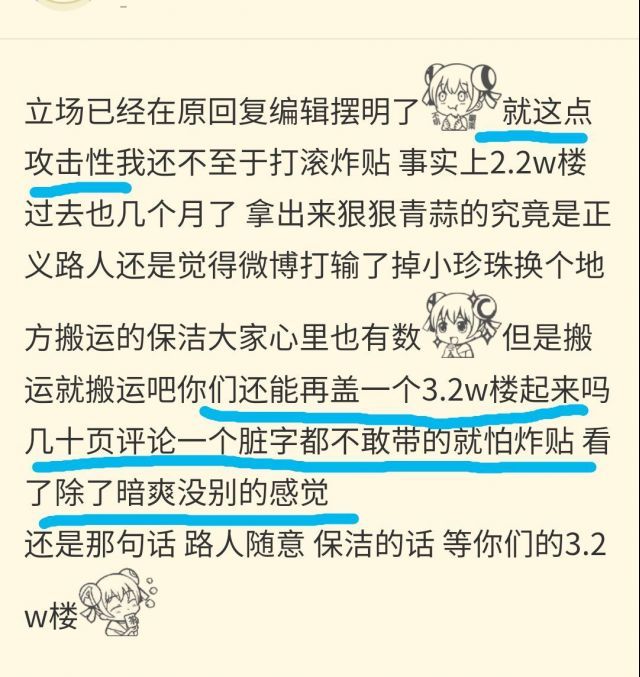 立场已经在原回复编辑摆明了 就这点
攻击性我还不至于打滚炸贴 事实上2.2w楼
过去也几个月了 拿出来狠狠青蒜的究竟是正
义路人还是觉得微博打输了掉小珍珠换个地
方搬运的保洁大家心里也有数 但是搬
运就搬运吧你们还能再盖一个3.2w楼起来吗
几十页评论一个脏字都不敢带的就怕炸贴 看
了除了暗爽没别的感觉
还是那句话 路人随意 保洁的话 等你们的3.2
w楼